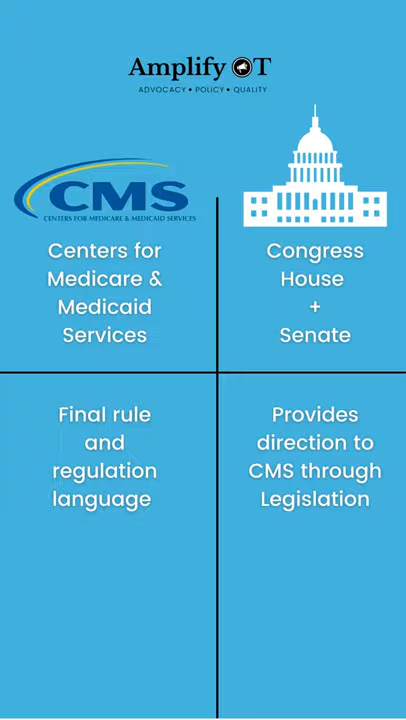 Amplify OT
ADVOCACY • POLICY • QUALITY
CMS
CENTERS FOR MEDICARE & MEDICAID SERVICES
Centers for
Medicare &
Medicaid
Services
Congress
House
+
Senate
Final rule
and
regulation
language
Provides
direction to
CMS through
Legislation